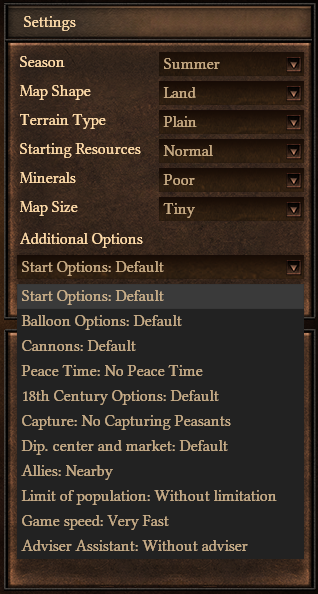 Settings
Season Summer
Map Shape Land
Terrain Type Plain
Starting Resources Normal
Minerals Poor
Map Size Tiny
Additional Options
Start Options: Default
Start Options: Default
Balloon Options: Default
Cannons: Default
Peace Time: No Peace Time
18th Century Options: Default
Capture: No Capturing Peasants
Dip. center and market: Default
Allies: Nearby
Limit of population: Without limitation
Game speed: Very Fast
Adviser Assistant: Without adviser